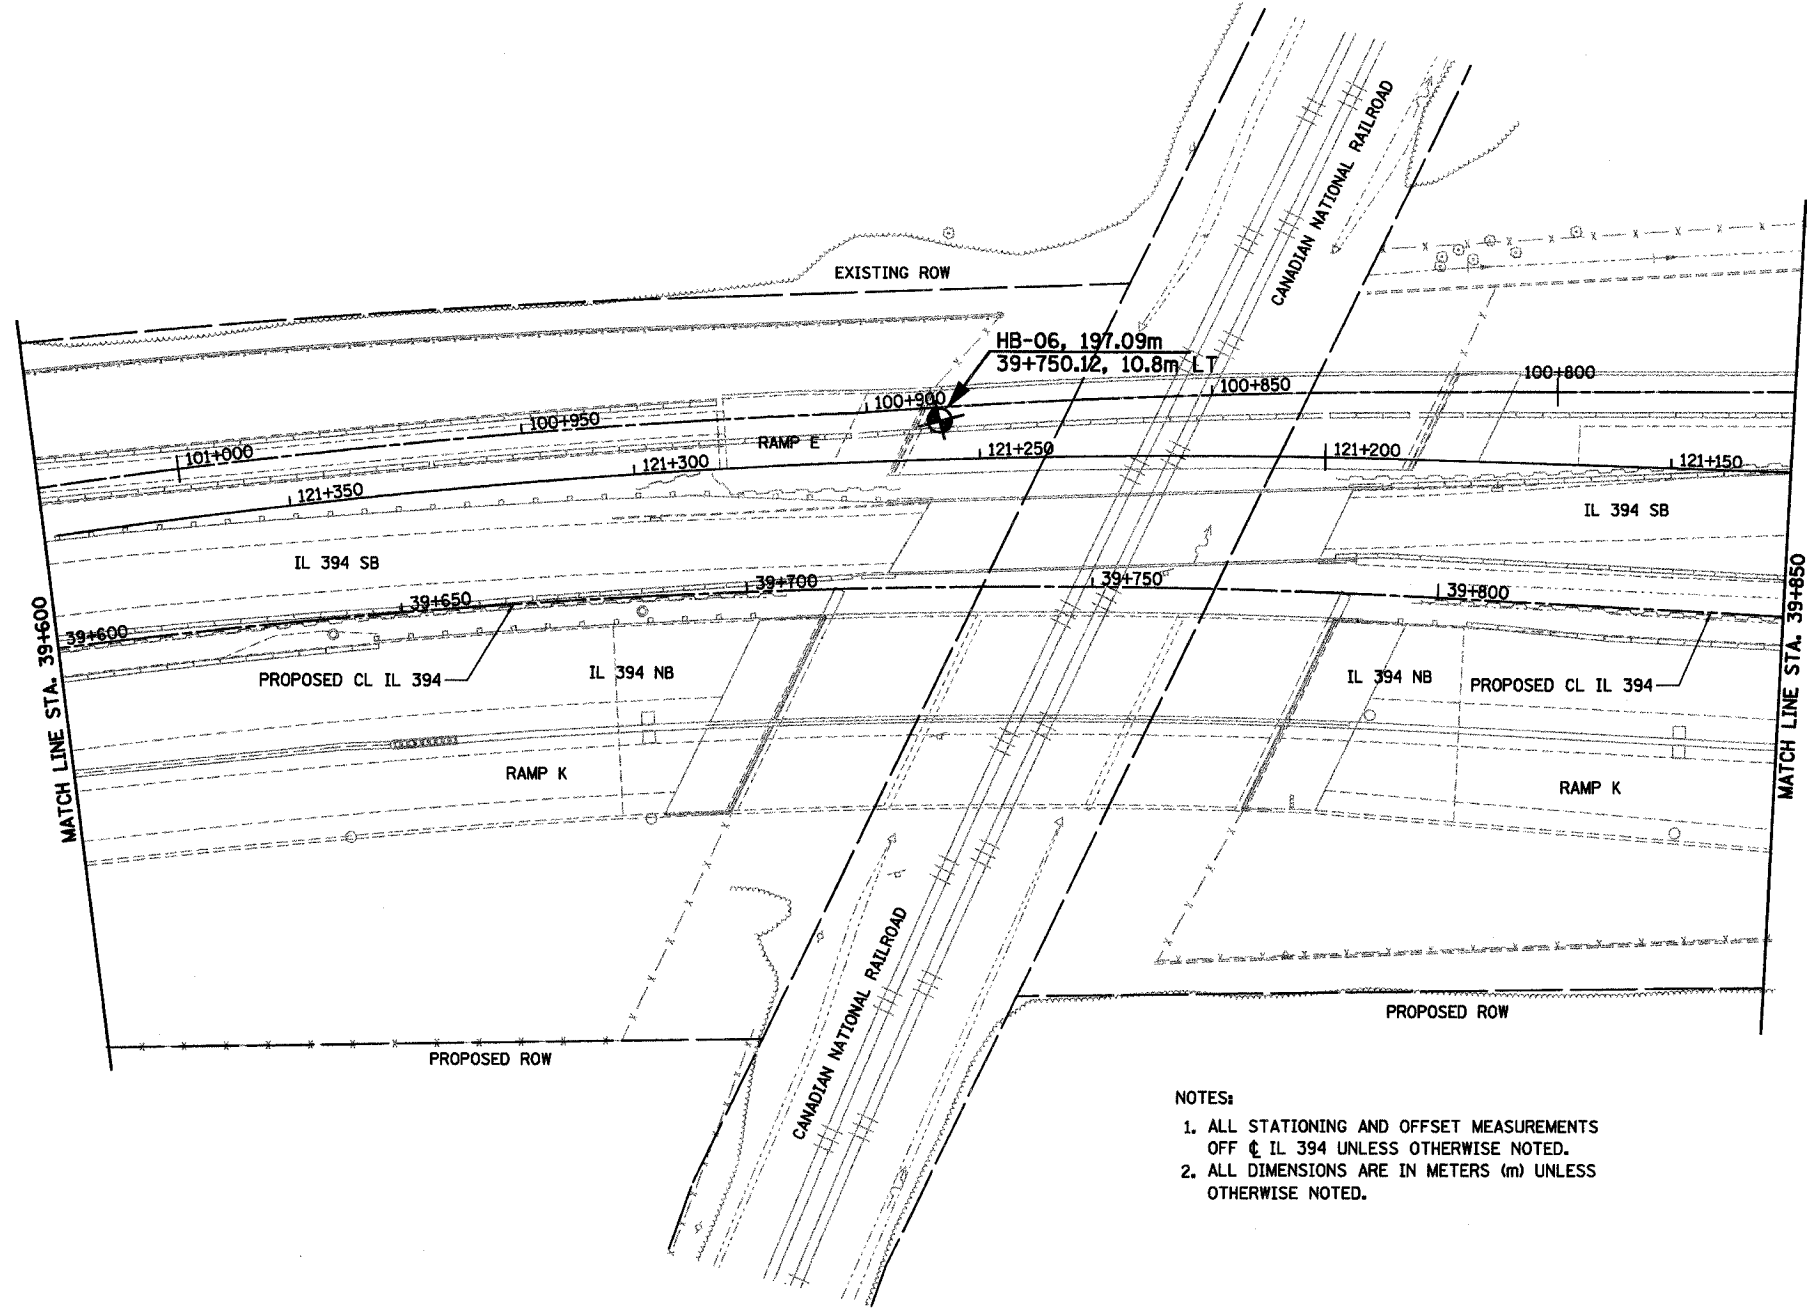 CANADIAN NATIONAL RAILROAD
EXISTING ROW
HB-06, 197.09m
39+750.12, 10.8m LT
100+800
100+850
100+900
100+950
101+000
RAMP E
121+150
121+200
121+250
121+300
121+350
IL 394 SB
IL 394 SB
39+600
39+650
39+700
39+750
39+800
MATCH LINE STA. 39+600
MATCH LINE STA. 39+850
PROPOSED CL IL 394
IL 394 NB
IL 394 NB
PROPOSED CL IL 394
RAMP K
RAMP K
CANADIAN NATIONAL RAILROAD
PROPOSED ROW
PROPOSED ROW
NOTES:
1. ALL STATIONING AND OFFSET MEASUREMENTS
OFF ℄ IL 394 UNLESS OTHERWISE NOTED.
2. ALL DIMENSIONS ARE IN METERS (m) UNLESS
OTHERWISE NOTED.